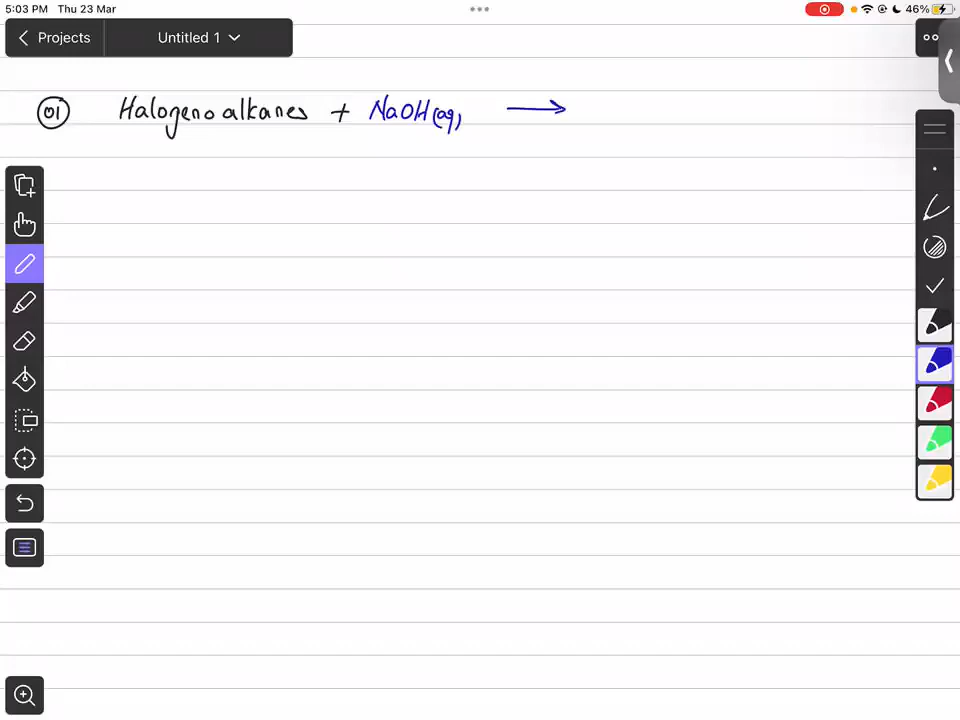 5:03 PM Thu 23 Mar
46%
Projects
Untitled 1
01 Halogenoalkanes + NaOH(aq) →